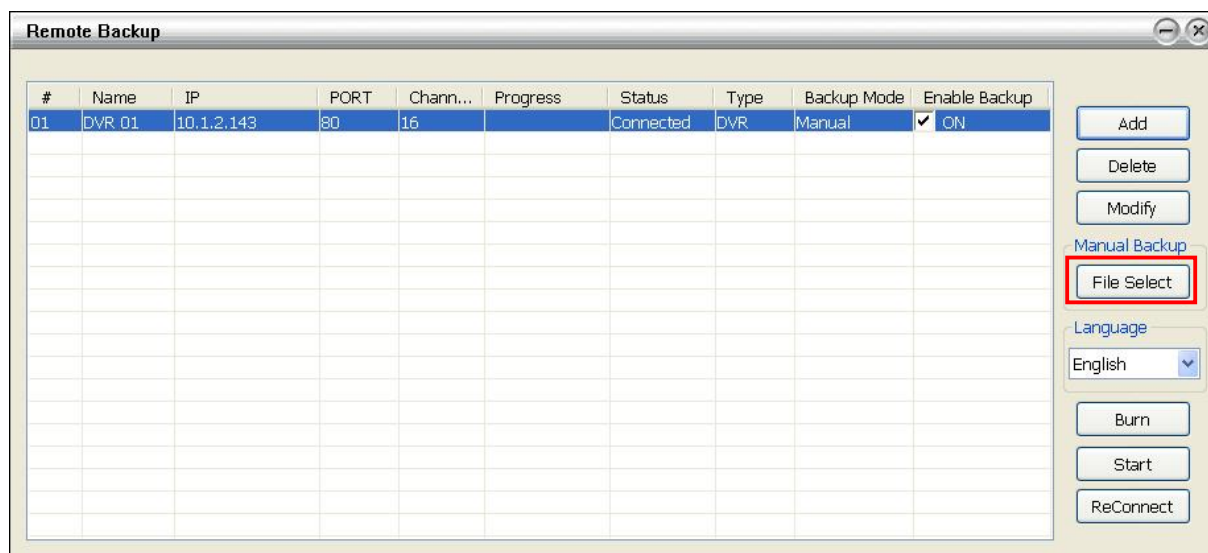 Remote Backup
# Name IP PORT Chann... Progress Status Type Backup Mode Enable Backup
01 DVR 01 10.1.2.143 80 16 Connected DVR Manual ON
Add
Delete
Modify
Manual Backup
File Select
Language
English
Burn
Start
ReConnect